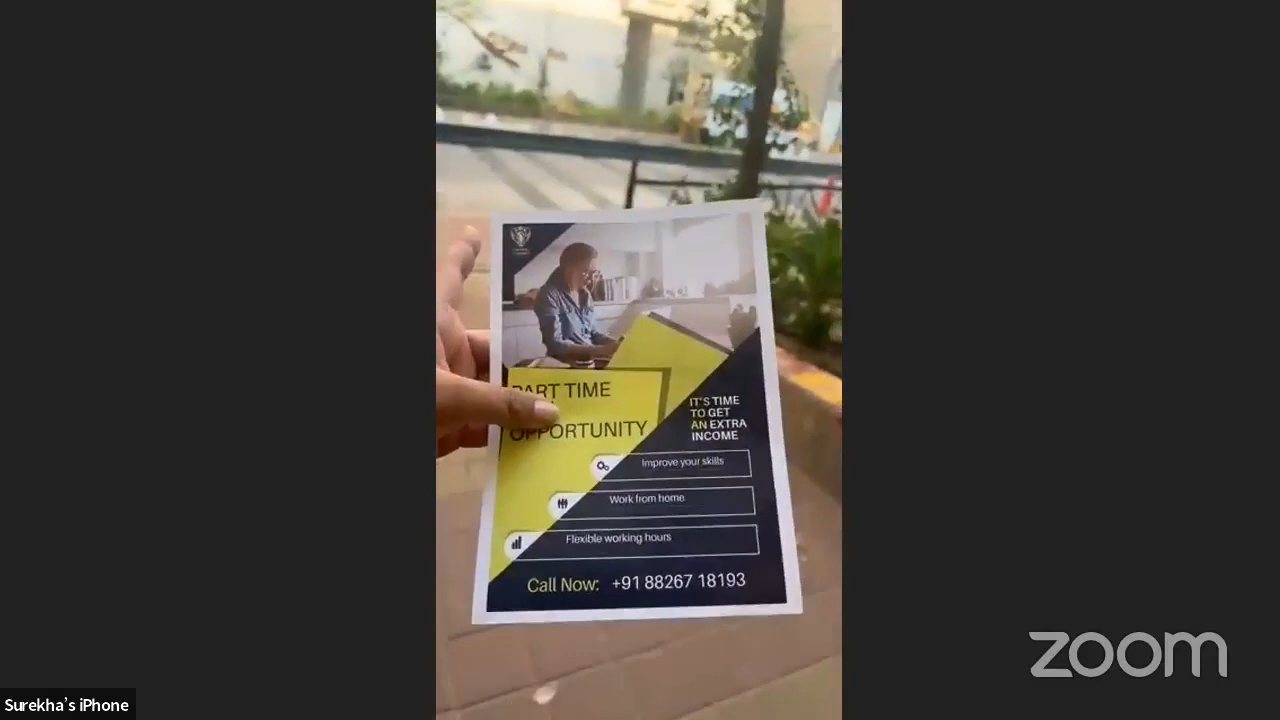 PART TIME
OPPORTUNITY
IT'S TIME
TO GET
AN EXTRA
INCOME
Improve your skills
Work from home
Flexible working hours
Call Now: +91 88267 18193
zoom
Surekha's iPhone